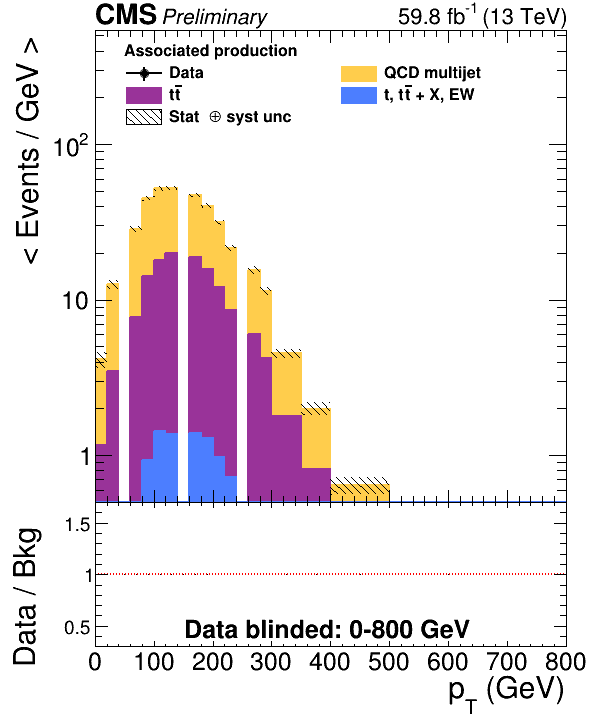 CMS Preliminary 59.8 fb⁻¹ (13 TeV)
Associated production
Data QCD multijet
tt̄ t, tt̄ + X, EW
Stat ⊕ syst unc
< Events / GeV >
10²
10
1
Data / Bkg
1.5
1
0.5
Data blinded: 0-800 GeV
0 100 200 300 400 500 600 700 800
p_T (GeV)